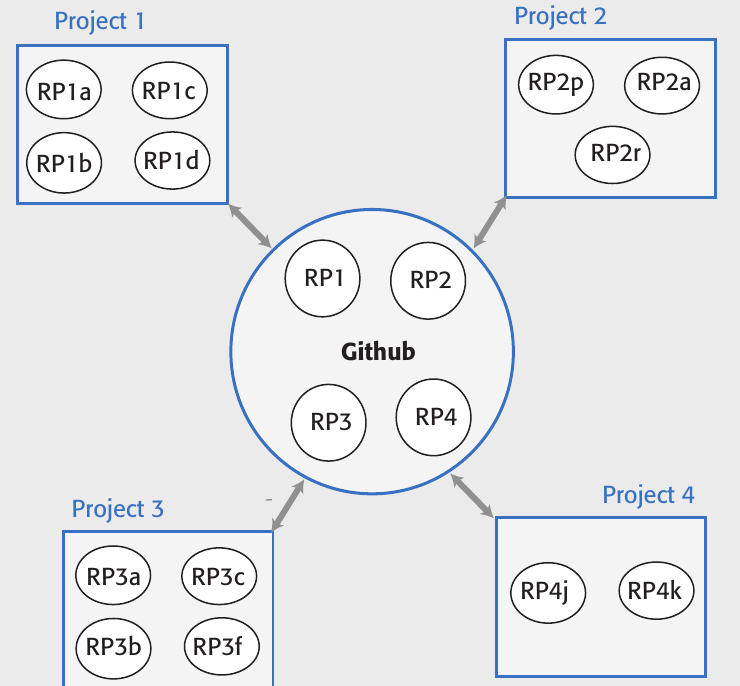 Project 1
RP1a
RP1c
RP1b
RP1d
Project 2
RP2p
RP2a
RP2r
RP1
RP2
Github
RP3
RP4
Project 3
RP3a
RP3c
RP3b
RP3f
Project 4
RP4j
RP4k